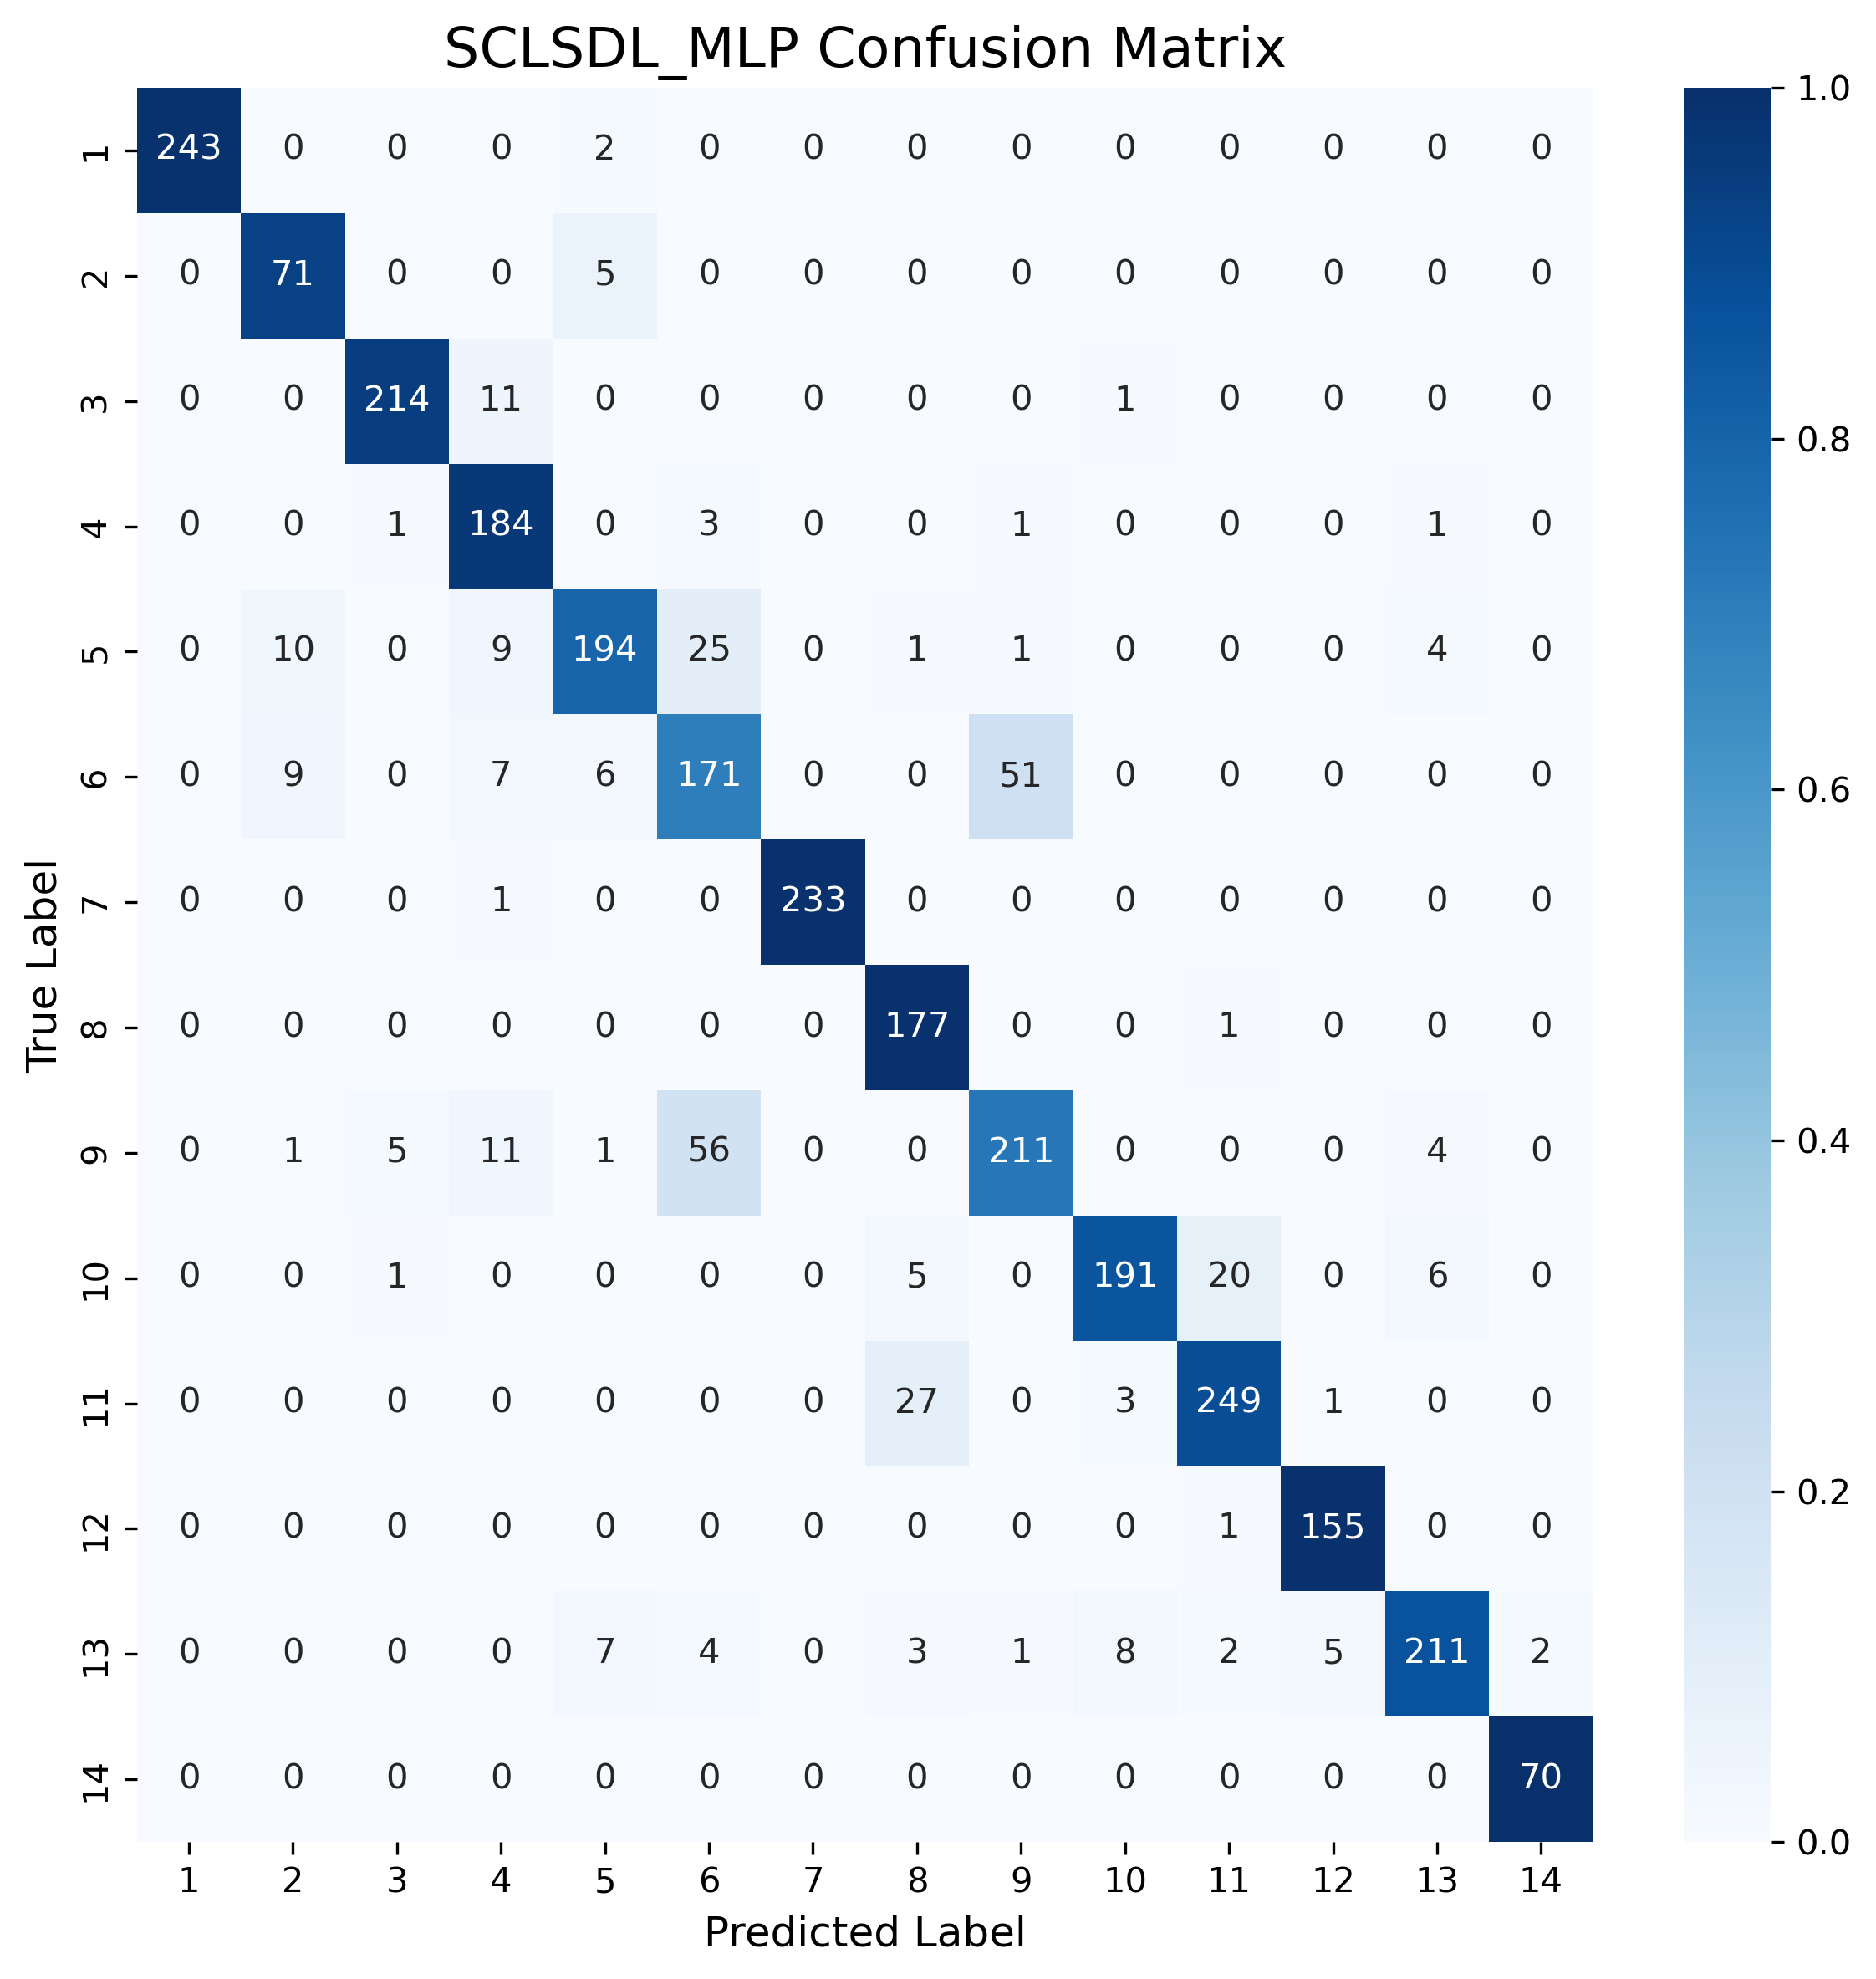 SCLSDL_MLP Confusion Matrix
1 243 0 0 0 2 0 0 0 0 0 0 0 0 0
2 0 71 0 0 5 0 0 0 0 0 0 0 0 0
3 0 0 214 11 0 0 0 0 0 1 0 0 0 0
4 0 0 1 184 0 3 0 0 1 0 0 0 1 0
5 0 10 0 9 194 25 0 1 1 0 0 0 4 0
6 0 9 0 7 6 171 0 0 51 0 0 0 0 0
7 0 0 0 1 0 0 233 0 0 0 0 0 0 0
8 0 0 0 0 0 0 0 177 0 0 1 0 0 0
9 0 1 5 11 1 56 0 0 211 0 0 0 4 0
10 0 0 1 0 0 0 0 5 0 191 20 0 6 0
11 0 0 0 0 0 0 0 27 0 3 249 1 0 0
12 0 0 0 0 0 0 0 0 0 0 1 155 0 0
13 0 0 0 0 7 4 0 3 1 8 2 5 211 2
14 0 0 0 0 0 0 0 0 0 0 0 0 0 70
1 2 3 4 5 6 7 8 9 10 11 12 13 14
Predicted Label
True Label
1.0
0.8
0.6
0.4
0.2
0.0